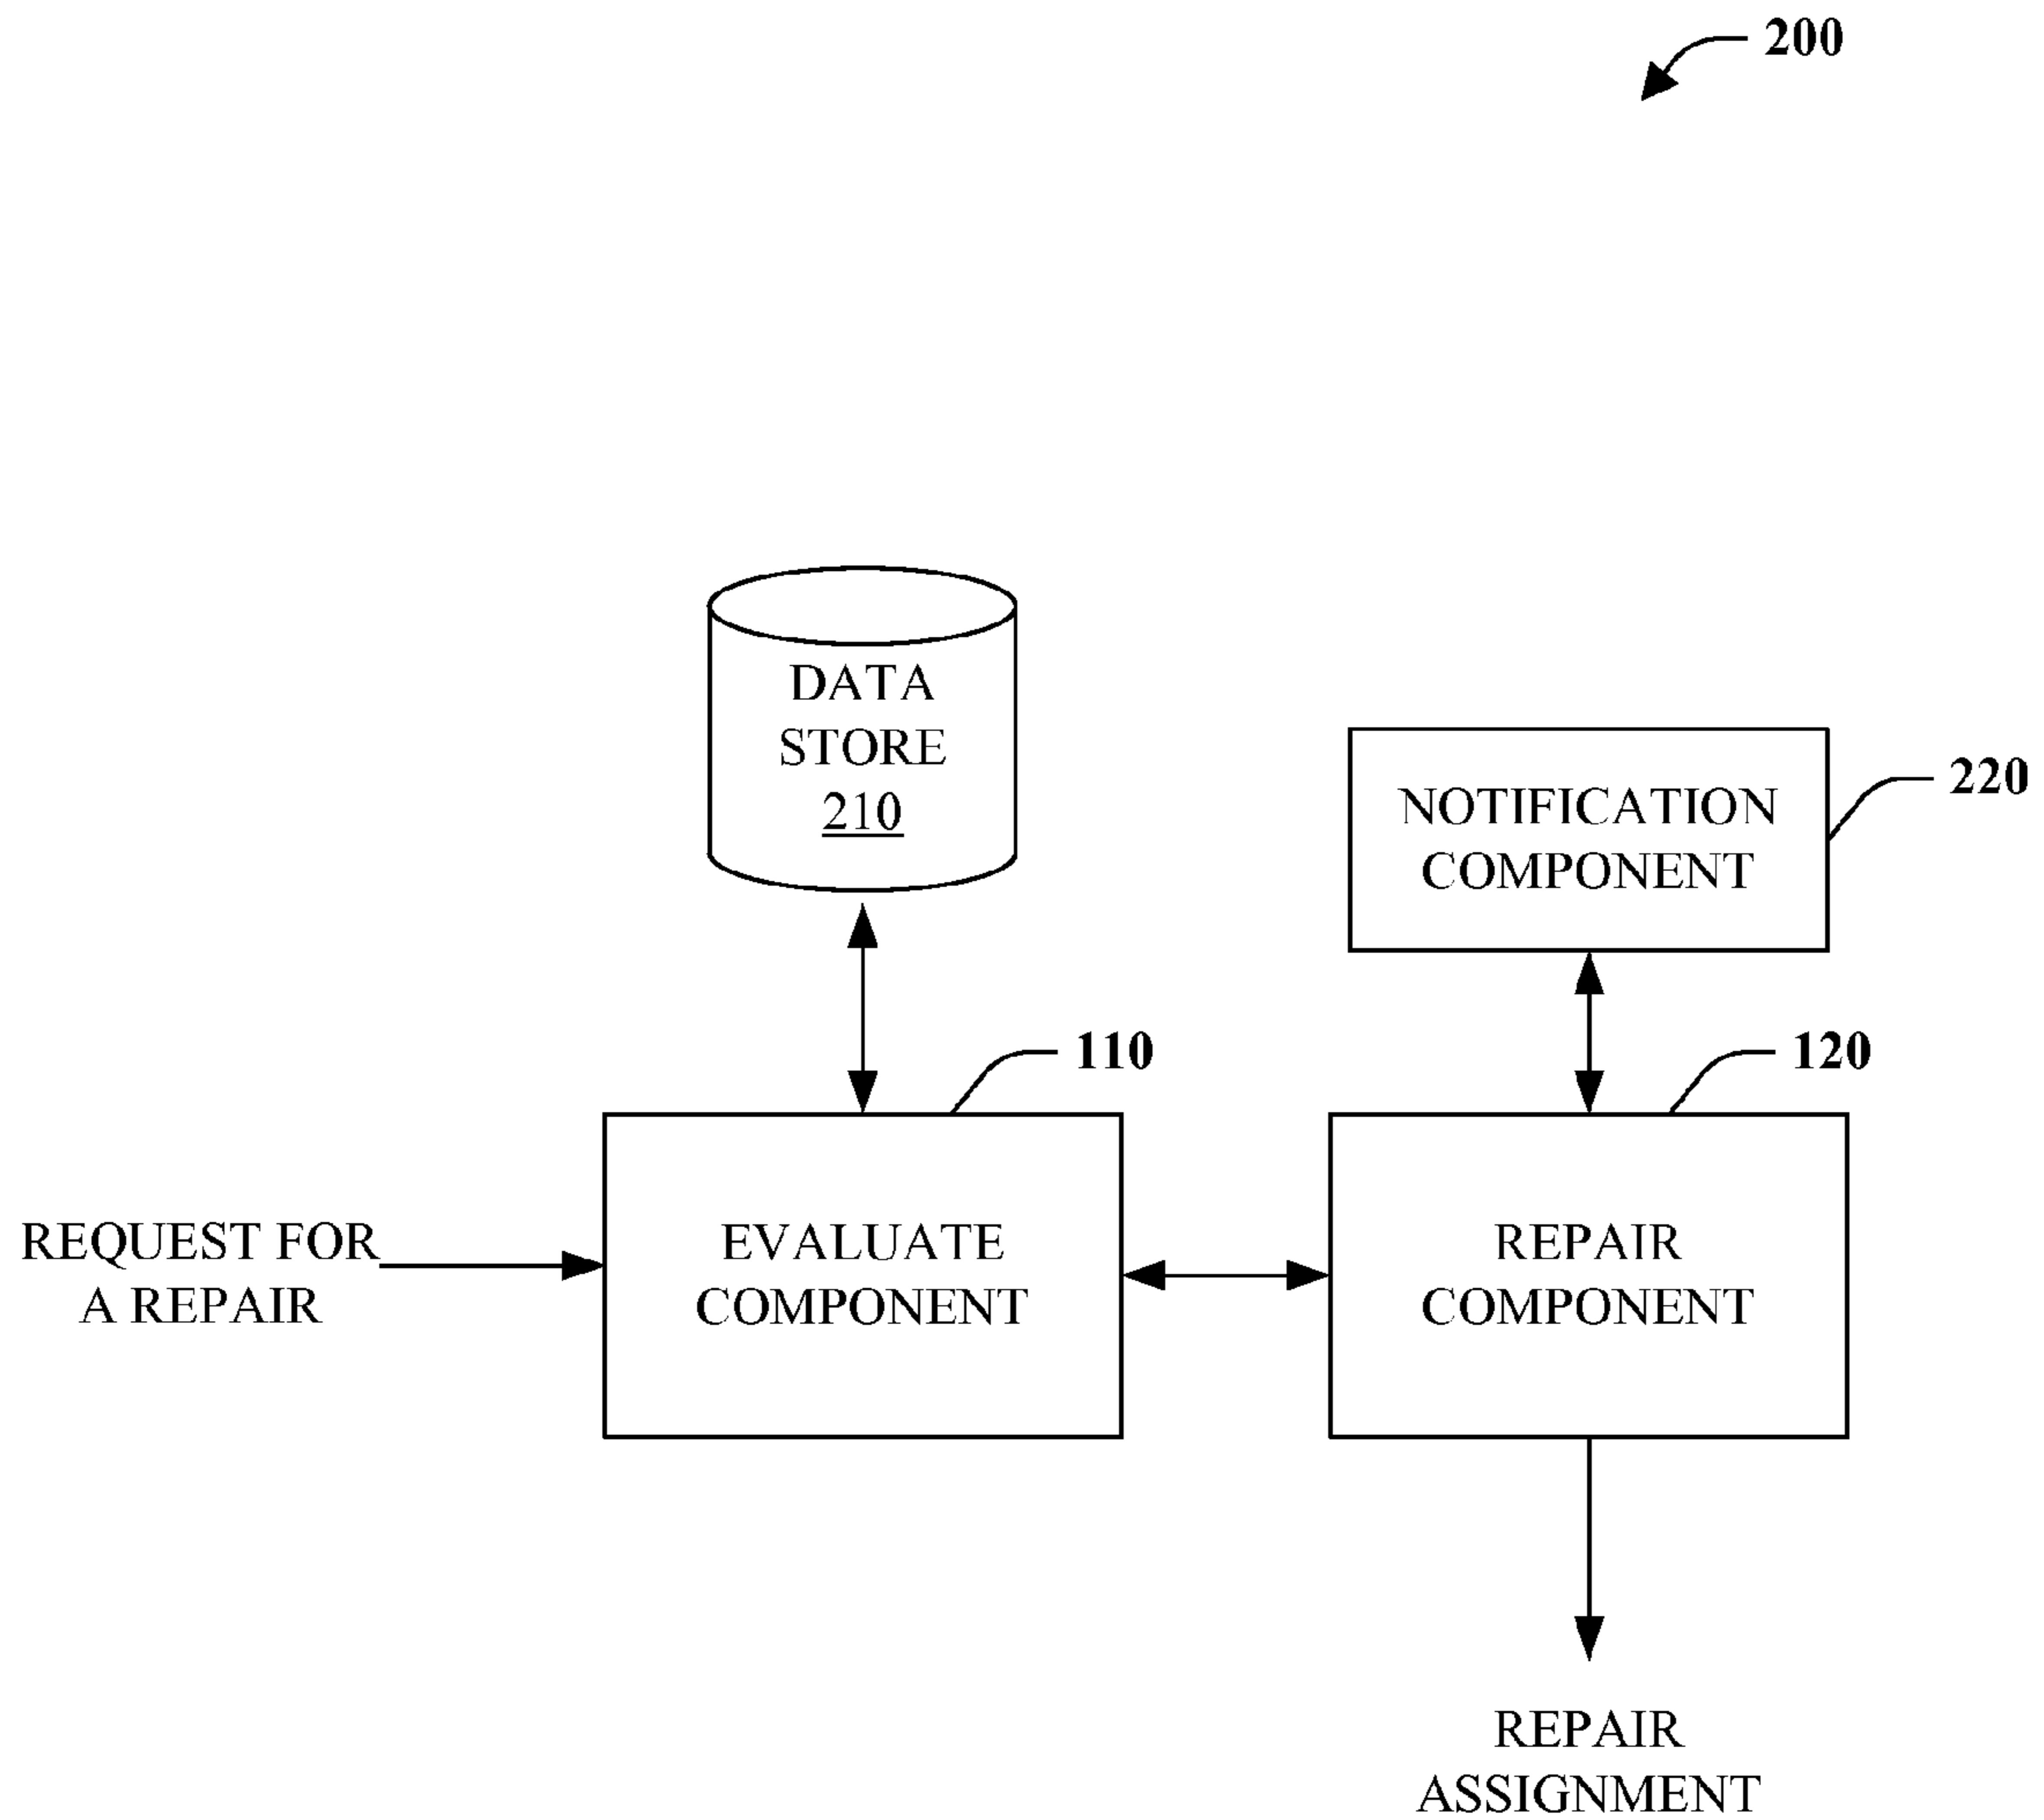 200
DATA
STORE
210
NOTIFICATION
COMPONENT
220
110
120
REQUEST FOR
A REPAIR
EVALUATE
COMPONENT
REPAIR
COMPONENT
REPAIR
ASSIGNMENT